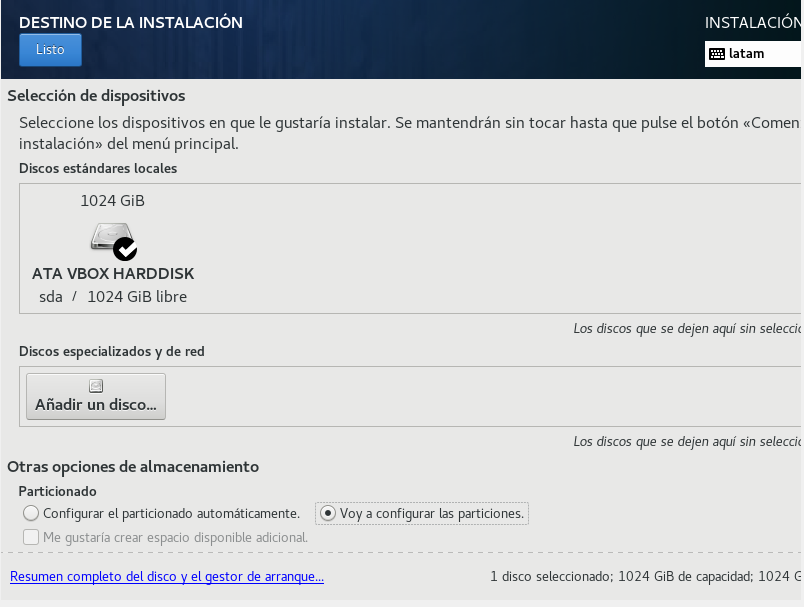 DESTINO DE LA INSTALACIÓN
INSTALACIÓN
Listo
latam
Selección de dispositivos
Seleccione los dispositivos en que le gustaría instalar. Se mantendrán sin tocar hasta que pulse el botón «Comen
instalación» del menú principal.
Discos estándares locales
1024 GiB
ATA VBOX HARDDISK
sda / 1024 GiB libre
Los discos que se dejen aquí sin selecci
Discos especializados y de red
Añadir un disco...
Los discos que se dejen aquí sin selecci
Otras opciones de almacenamiento
Particionado
Configurar el particionado automáticamente. Voy a configurar las particiones.
Me gustaría crear espacio disponible adicional.
Resumen completo del disco y el gestor de arranque...
1 disco seleccionado; 1024 GiB de capacidad; 1024 G